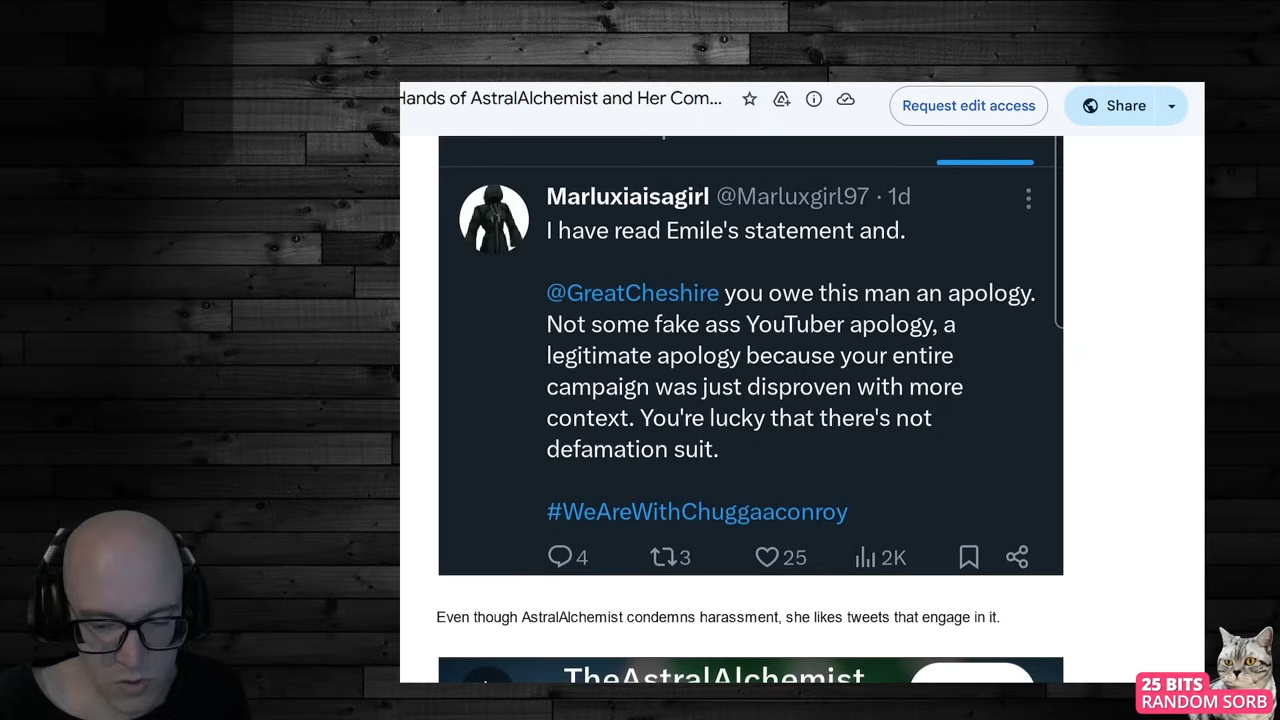 Hands of AstralAlchemist and Her Com...
Request edit access
Share
Marluxiaisagirl @Marluxgirl97 · 1d
I have read Emile's statement and.
@GreatCheshire you owe this man an apology.
Not some fake ass YouTuber apology, a
legitimate apology because your entire
campaign was just disproven with more
context. You're lucky that there's not
defamation suit.
#WeAreWithChuggaaconroy
4 3 25 2K
Even though AstralAlchemist condemns harassment, she likes tweets that engage in it.
TheAstralAlchemist
25 BITS
RANDOM SORB